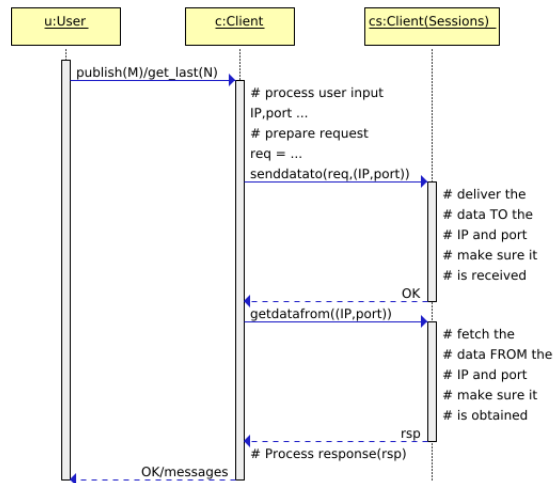 u:User
c:Client
cs:Client(Sessions)
publish(M)/get_last(N)
# process user input
IP,port ...
# prepare request
req = ...
senddatato(req,(IP,port))
# deliver the
# data TO the
# IP and port
# make sure it
# is received
OK
getdatafrom((IP,port))
# fetch the
# data FROM the
# IP and port
# make sure it
# is obtained
rsp
# Process response(rsp)
OK/messages